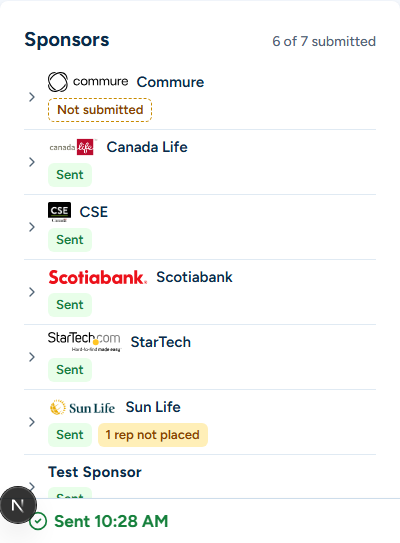 Sponsors 6 of 7 submitted
commure Commure
Not submitted
canada life Canada Life
Sent
CSE Canada CSE
Sent
Scotiabank. Scotiabank
Sent
StarTech.com Hard-to-find made easy StarTech
Sent
Sun Life Sun Life
Sent 1 rep not placed
Test Sponsor
Sent
N Sent 10:28 AM